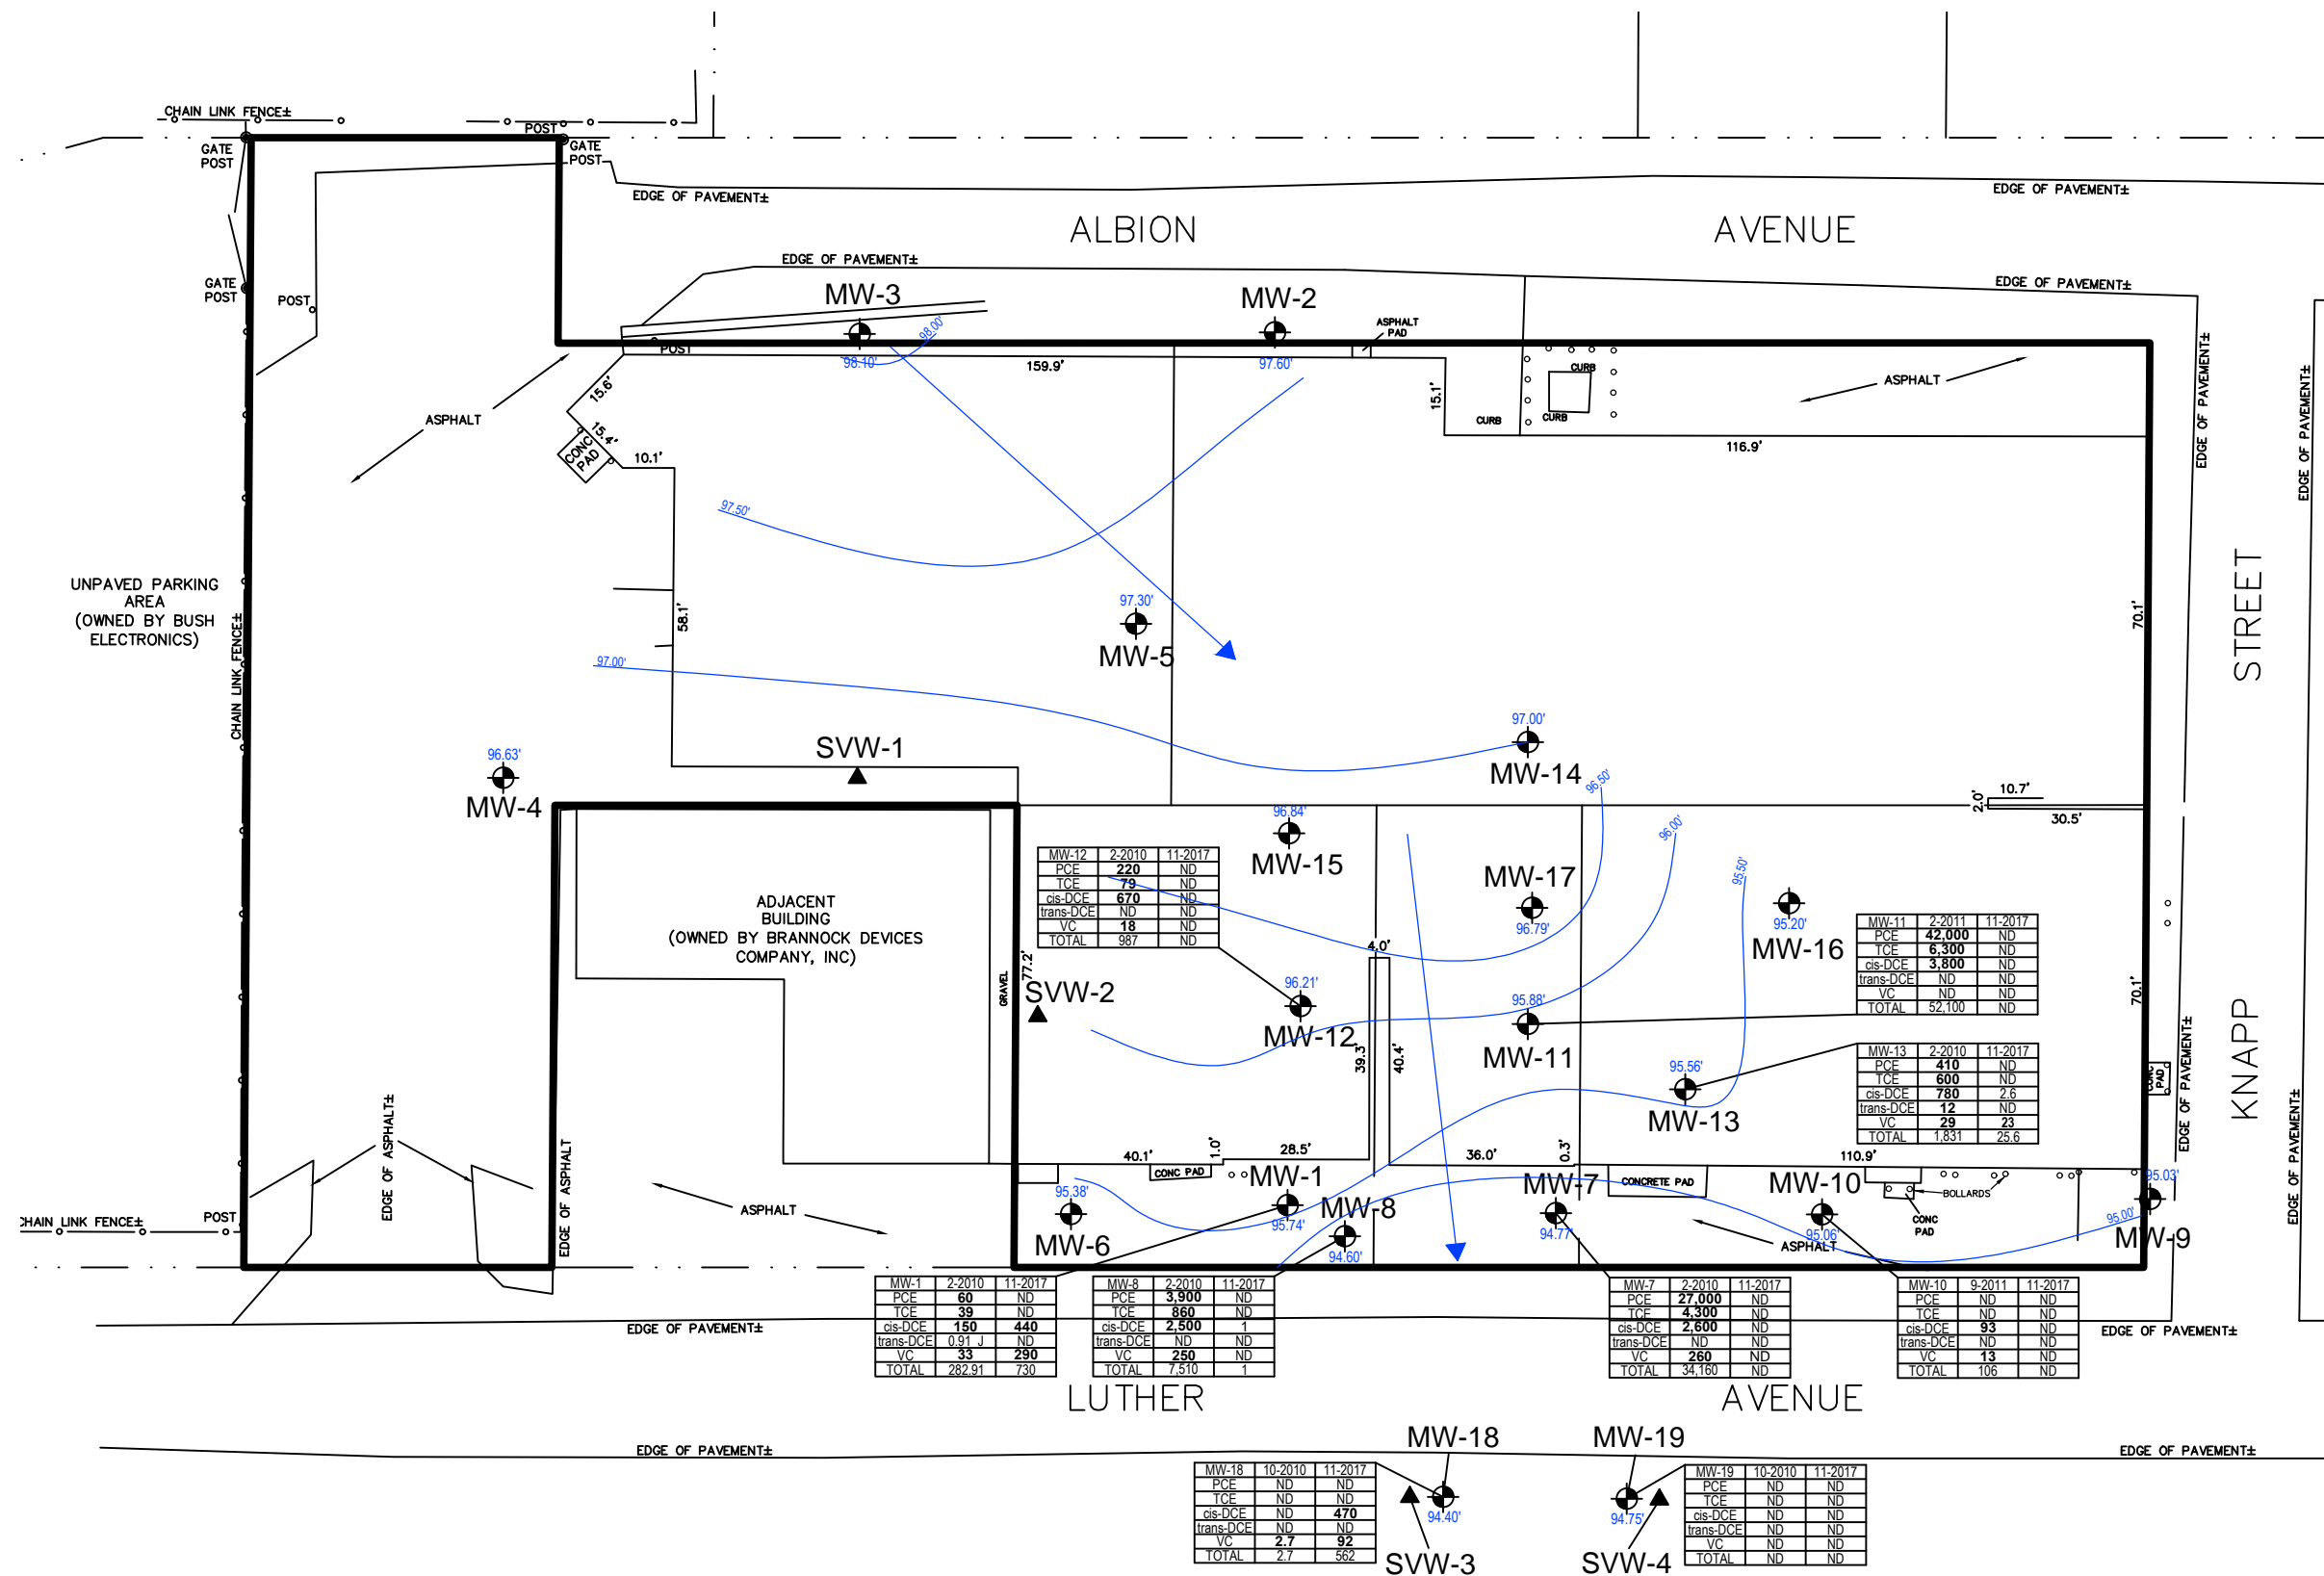 CHAIN LINK FENCE±
POST
GATE
POST
GATE
POST
EDGE OF PAVEMENT±
EDGE OF PAVEMENT±
ALBION
AVENUE
EDGE OF PAVEMENT±
EDGE OF PAVEMENT±
GATE
POST
POST
MW-3
MW-2
98.00'
ASPHALT
PAD
POST
98.10'
159.9'
97.60'
CURB
ASPHALT
EDGE OF PAVEMENT±
EDGE OF PAVEMENT±
15.6'
15.1'
ASPHALT
CURB
CURB
15.4'
CONC
PAD
10.1'
116.9'
97.50'
UNPAVED PARKING
AREA
(OWNED BY BUSH
ELECTRONICS)
CHAIN LINK FENCE±
58.1'
97.30'
MW-5
70.1'
STREET
97.00'
97.00'
MW-14
96.63'
MW-4
SVW-1
96.50'
10.7'
2.0'
30.5'
96.84'
MW-15
96.00'
95.50'
MW-12 2-2010 11-2017
PCE 220 ND
TCE 79 ND
cis-DCE 670 ND
trans-DCE ND ND
VC 18 ND
TOTAL 987 ND
MW-17
96.79'
95.20'
MW-16
ADJACENT
BUILDING
(OWNED BY BRANNOCK DEVICES
COMPANY, INC)
MW-11 2-2011 11-2017
PCE 42,000 ND
TCE 6,300 ND
cis-DCE 3,800 ND
trans-DCE ND ND
VC ND ND
TOTAL 52,100 ND
4.0'
GRAVEL
77.2'
SVW-2
96.21'
MW-12
95.88'
MW-11
70.1'
KNAPP
39.3'
40.4'
95.56'
MW-13
MW-13 2-2010 11-2017
PCE 410 ND
TCE 600 ND
cis-DCE 780 2.6
trans-DCE 12 ND
VC 29 23
TOTAL 1,831 25.6
CONC
PAD
EDGE OF PAVEMENT±
EDGE OF PAVEMENT±
EDGE OF ASPHALT±
EDGE OF ASPHALT
40.1'
1.0'
28.5'
36.0'
0.3'
110.9'
CONC PAD
MW-1
95.74'
CONCRETE PAD
MW-7
94.77'
MW-10
95.06'
BOLLARDS
CONC
PAD
95.03'
95.00'
MW-9
95.38'
MW-6
MW-8
94.60'
ASPHALT
ASPHALT
CHAIN LINK FENCE±
POST
MW-1 2-2010 11-2017
PCE 60 ND
TCE 39 ND
cis-DCE 150 440
trans-DCE 0.91 J ND
VC 33 290
TOTAL 282.91 730
MW-8 2-2010 11-2017
PCE 3,900 ND
TCE 860 ND
cis-DCE 2,500 1
trans-DCE ND ND
VC 250 ND
TOTAL 7,510 1
MW-7 2-2010 11-2017
PCE 27,000 ND
TCE 4,300 ND
cis-DCE 2,600 ND
trans-DCE ND ND
VC 260 ND
TOTAL 34,160 ND
MW-10 9-2011 11-2017
PCE ND ND
TCE ND ND
cis-DCE 93 ND
trans-DCE ND ND
VC 13 ND
TOTAL 106 ND
EDGE OF PAVEMENT±
EDGE OF PAVEMENT±
LUTHER
AVENUE
EDGE OF PAVEMENT±
EDGE OF PAVEMENT±
MW-18
MW-19
MW-18 10-2010 11-2017
PCE ND ND
TCE ND ND
cis-DCE ND 470
trans-DCE ND ND
VC 2.7 92
TOTAL 2.7 562
94.40'
SVW-3
94.75'
SVW-4
MW-19 10-2010 11-2017
PCE ND ND
TCE ND ND
cis-DCE ND ND
trans-DCE ND ND
VC ND ND
TOTAL ND ND